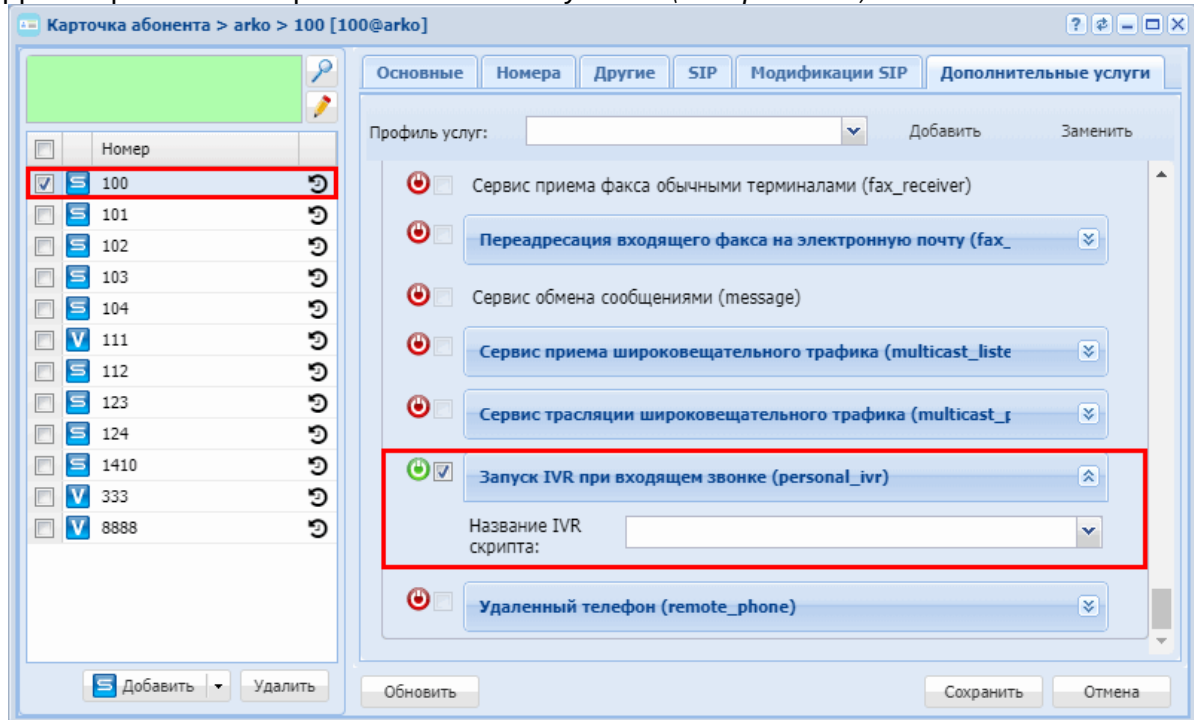 Карточка абонента > arko > 100 [100@arko]
Основные Номера Другие SIP Модификации SIP Дополнительные услуги
Профиль услуг: Добавить Заменить
Номер
100
101
102
103
104
111
112
123
124
1410
333
8888
Добавить Удалить
Сервис приема факса обычными терминалами (fax_receiver)
Переадресация входящего факса на электронную почту (fax_
Сервис обмена сообщениями (message)
Сервис приема широковещательного трафика (multicast_liste
Сервис трасляции широковещательного трафика (multicast_p
Запуск IVR при входящем звонке (personal_ivr)
Название IVR
скрипта:
Удаленный телефон (remote_phone)
Обновить Сохранить Отмена